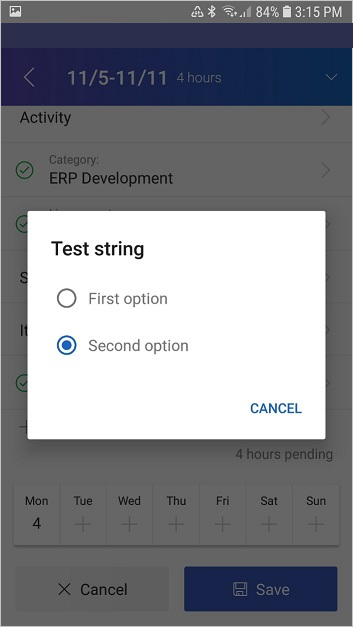 84% 3:15 PM
11/5-11/11 4 hours
Activity
Category:
ERP Development
Test string
First option
Second option
CANCEL
4 hours pending
Mon Tue Wed Thu Fri Sat Sun
4
Cancel Save